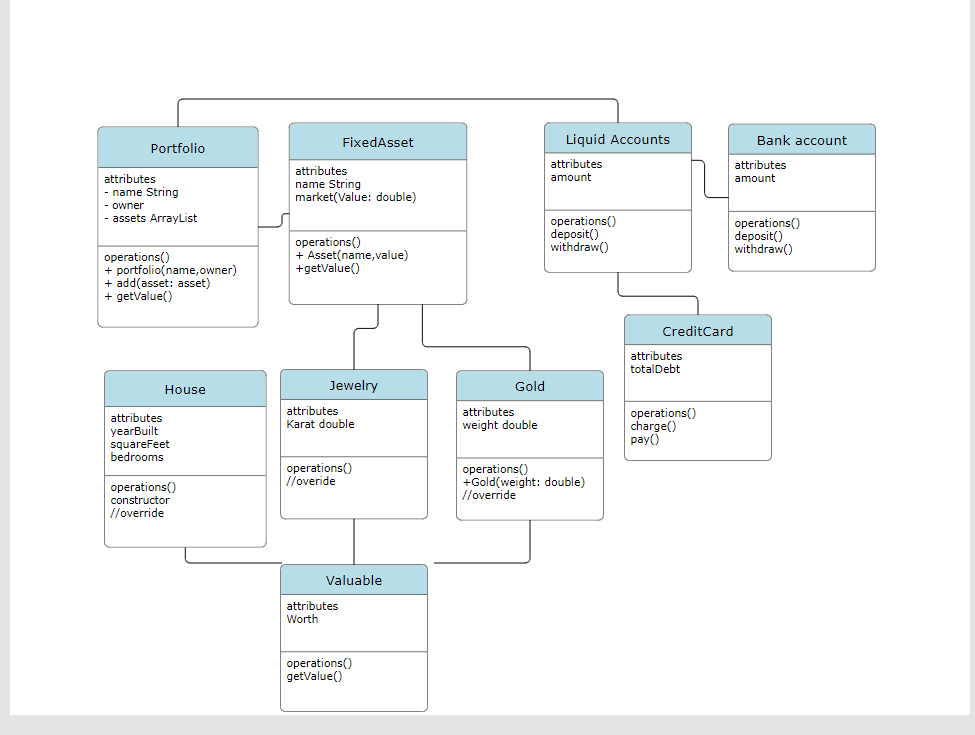 Portfolio
attributes
- name String
- owner
- assets ArrayList
operations()
+ portfolio(name,owner)
+ add(asset: asset)
+ getValue()
FixedAsset
attributes
name String
market(Value: double)
operations()
+ Asset(name,value)
+getValue()
Liquid Accounts
attributes
amount
operations()
deposit()
withdraw()
Bank account
attributes
amount
operations()
deposit()
withdraw()
CreditCard
attributes
totalDebt
operations()
charge()
pay()
House
attributes
yearBuilt
squareFeet
bedrooms
operations()
constructor
//override
Jewelry
attributes
Karat double
operations()
//overide
Gold
attributes
weight double
operations()
+Gold(weight: double)
//override
Valuable
attributes
Worth
operations()
getValue()